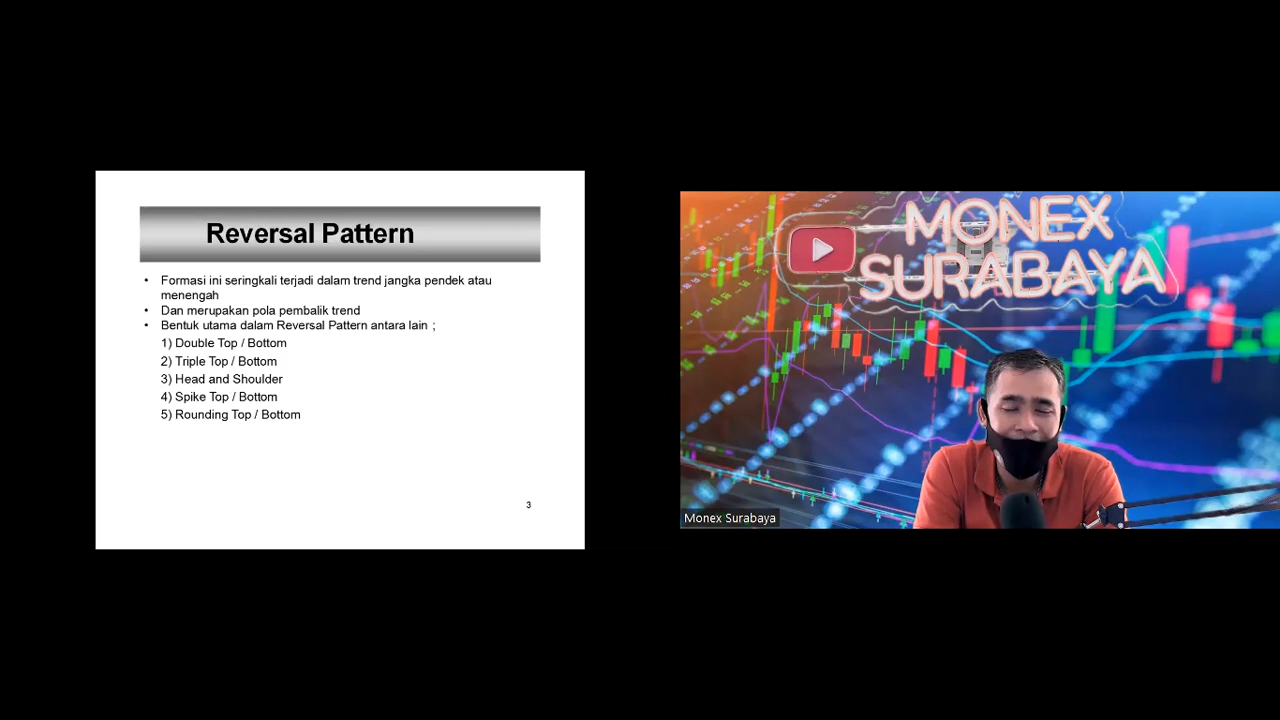 Reversal Pattern
• Formasi ini seringkali terjadi dalam trend jangka pendek atau
menengah
• Dan merupakan pola pembalik trend
• Bentuk utama dalam Reversal Pattern antara lain ;
1) Double Top / Bottom
2) Triple Top / Bottom
3) Head and Shoulder
4) Spike Top / Bottom
5) Rounding Top / Bottom
3
MONEX
SURABAYA
Monex Surabaya